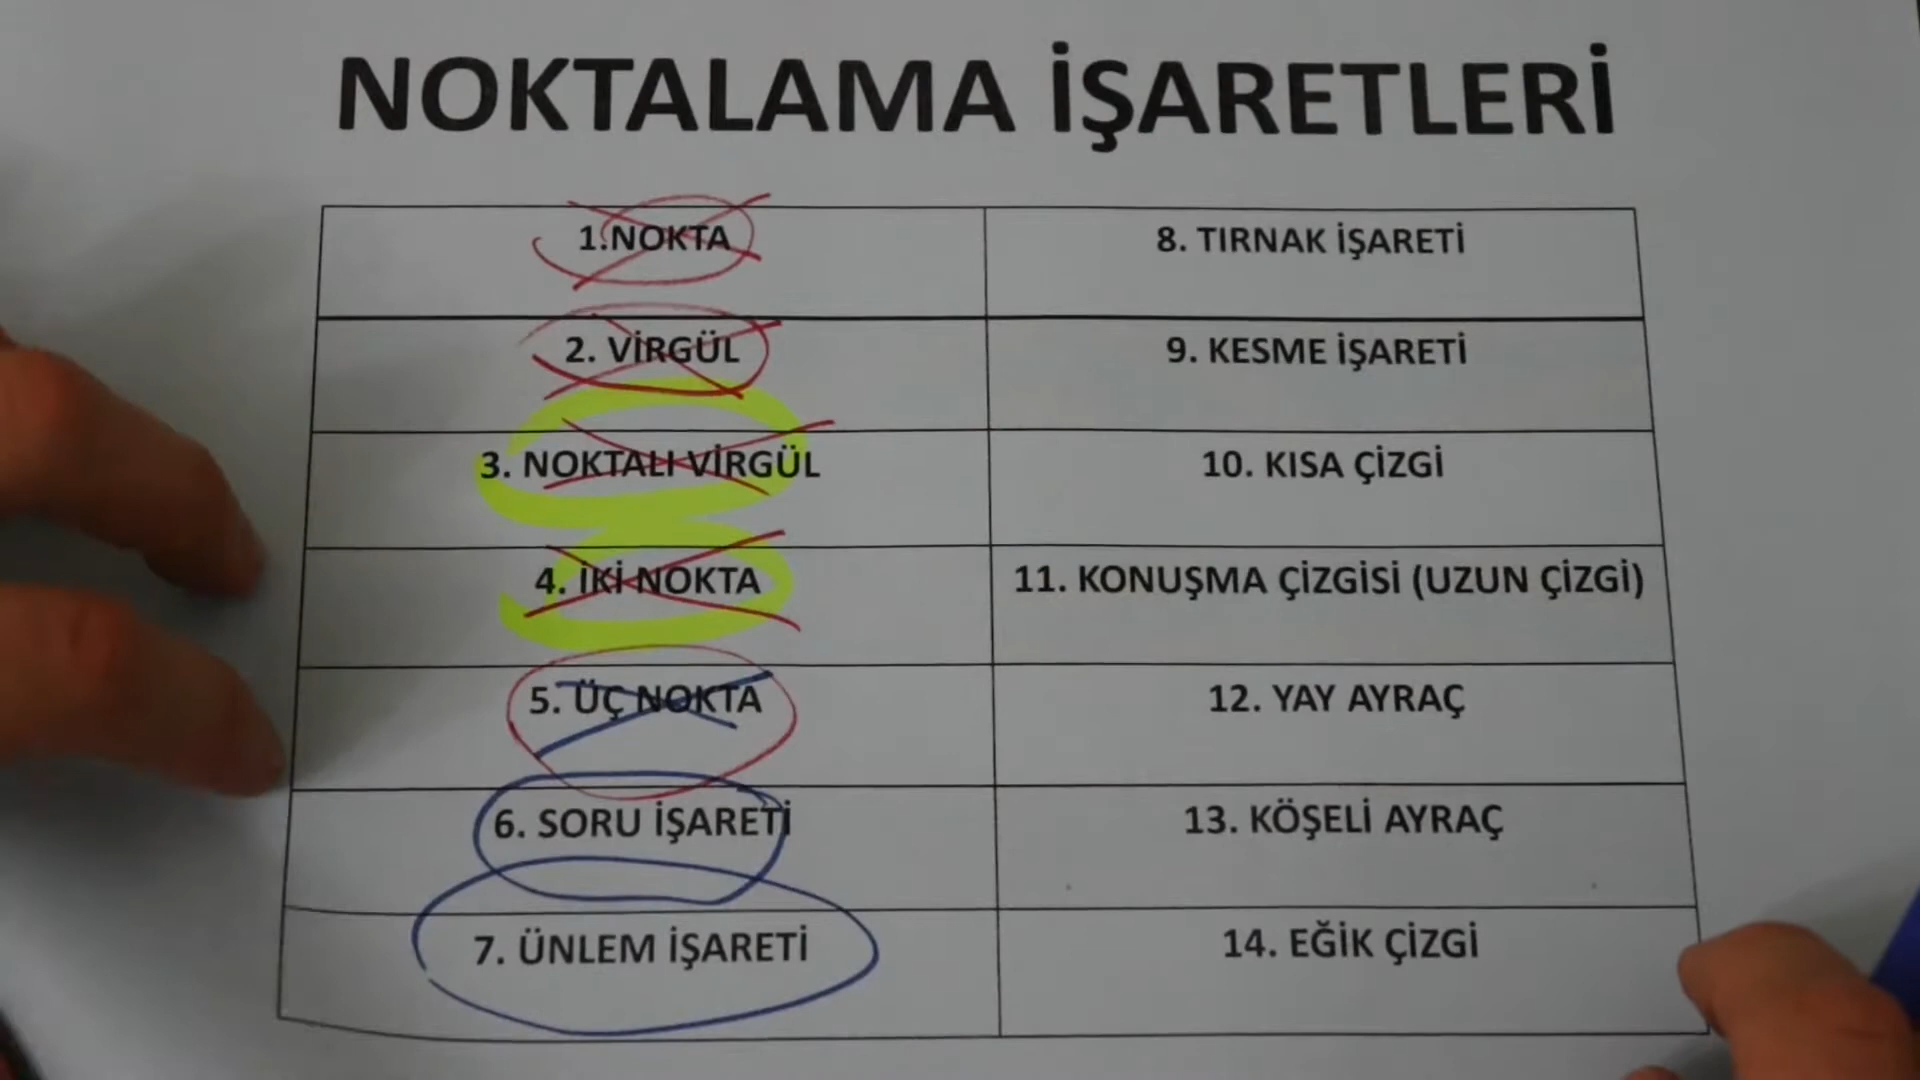 NOKTALAMA İŞARETLERİ
1.NOKTA
2. VİRGÜL
3. NOKTALI VİRGÜL
4. İKİ NOKTA
5. ÜÇ NOKTA
6. SORU İŞARETİ
7. ÜNLEM İŞARETİ
8. TIRNAK İŞARETİ
9. KESME İŞARETİ
10. KISA ÇİZGİ
11. KONUŞMA ÇİZGİSİ (UZUN ÇİZGİ)
12. YAY AYRAÇ
13. KÖŞELİ AYRAÇ
14. EĞİK ÇİZGİ